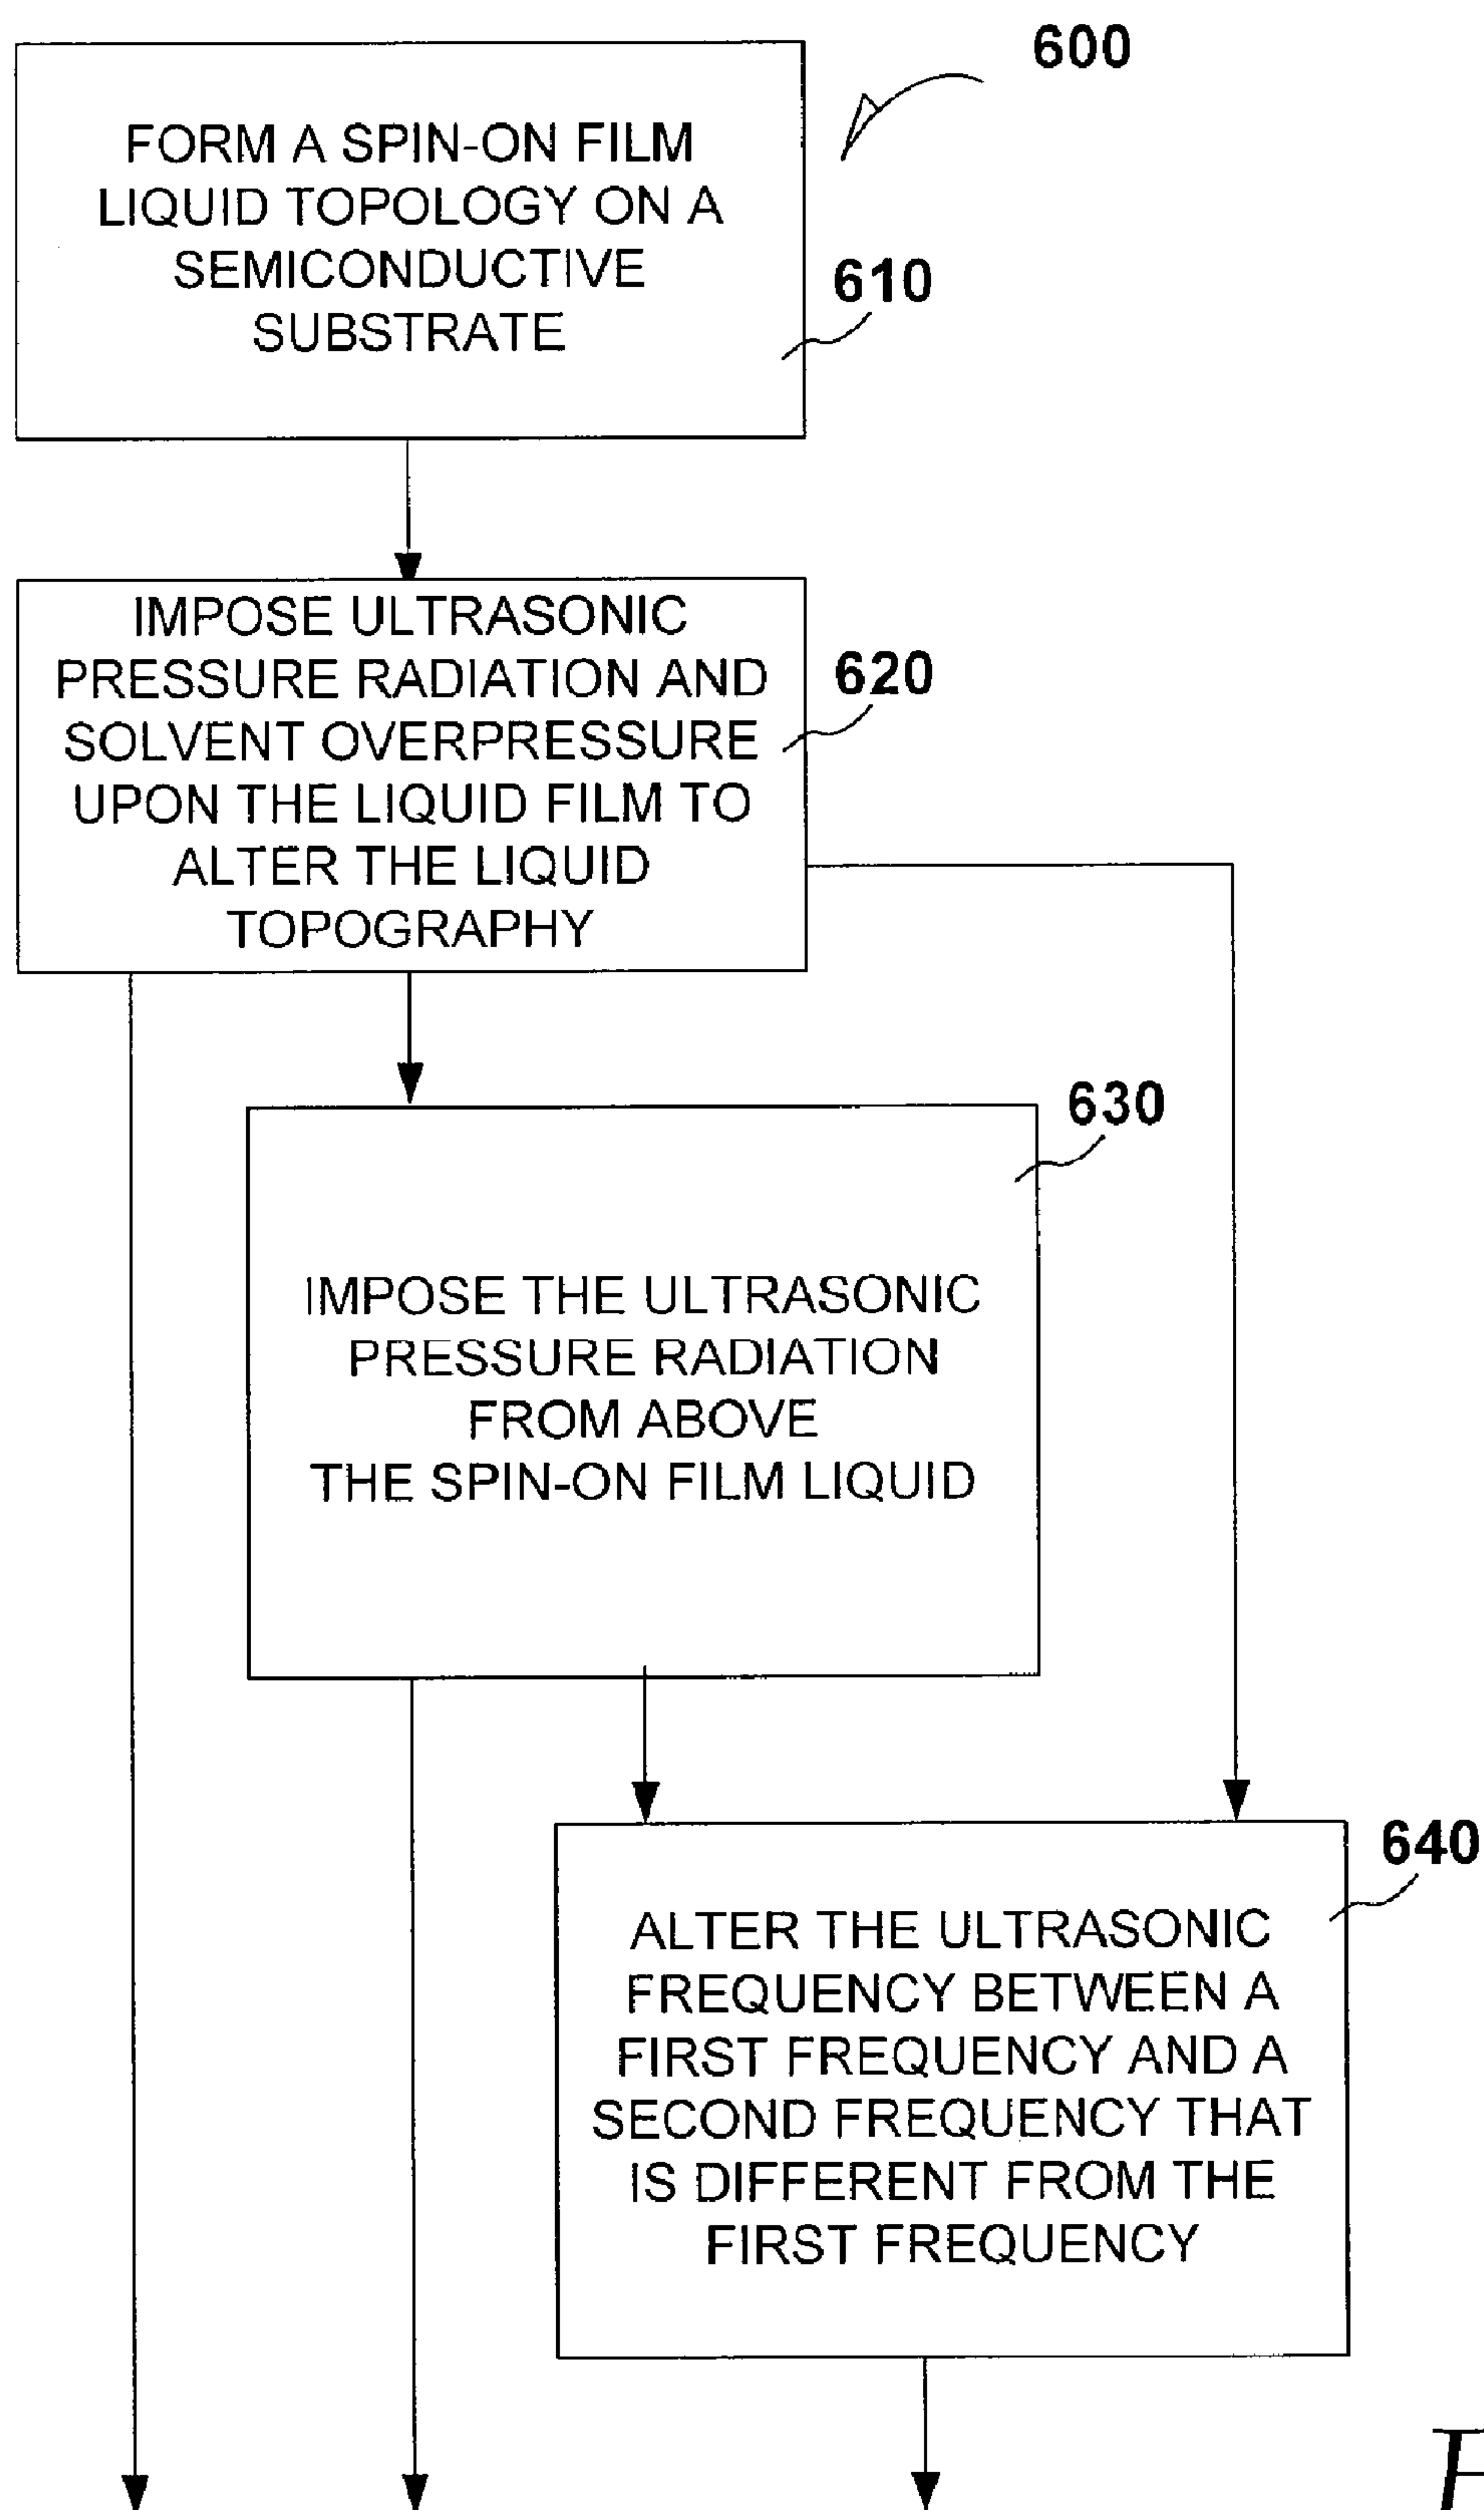 600
FORM A SPIN-ON FILM
LIQUID TOPOLOGY ON A
SEMICONDUCTIVE
SUBSTRATE
610
IMPOSE ULTRASONIC
PRESSURE RADIATION AND
SOLVENT OVERPRESSURE
UPON THE LIQUID FILM TO
ALTER THE LIQUID
TOPOGRAPHY
620
630
IMPOSE THE ULTRASONIC
PRESSURE RADIATION
FROM ABOVE
THE SPIN-ON FILM LIQUID
640
ALTER THE ULTRASONIC
FREQUENCY BETWEEN A
FIRST FREQUENCY AND A
SECOND FREQUENCY THAT
IS DIFFERENT FROM THE
FIRST FREQUENCY